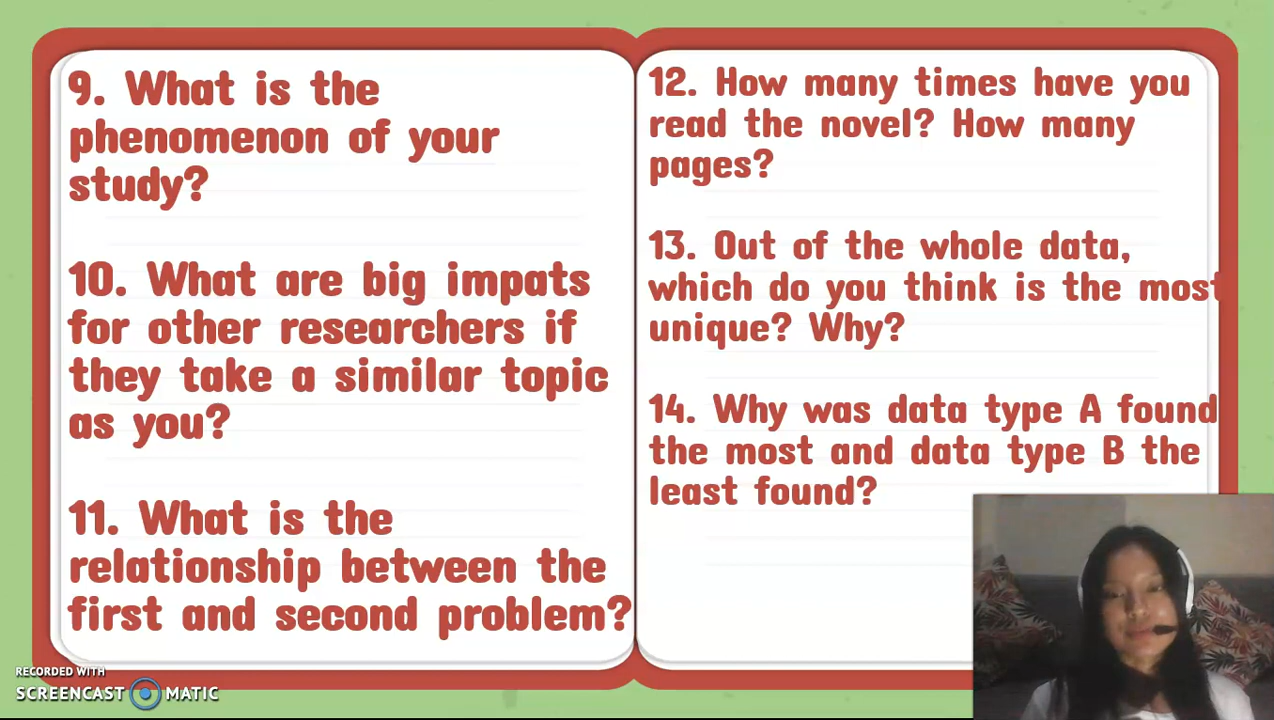 9. What is the
phenomenon of your
study?
10. What are big impats
for other researchers if
they take a similar topic
as you?
11. What is the
relationship between the
first and second problem?
12. How many times have you
read the novel? How many
pages?
13. Out of the whole data,
which do you think is the most
unique? Why?
14. Why was data type A found
the most and data type B the
least found?
RECORDED WITH
SCREENCAST MATIC